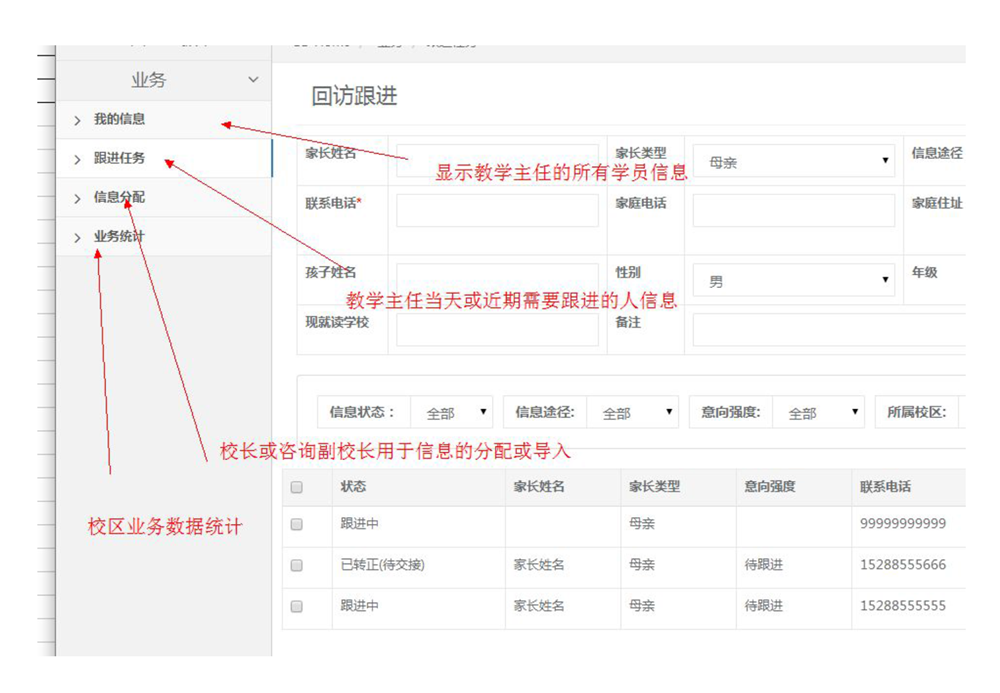 业务
回访跟进
我的信息
跟进任务
信息分配
业务统计
家长姓名 家长类型 母亲 信息途径
显示教学主任的所有学员信息
联系电话* 家庭电话 家庭住址
孩子姓名 性别 男 年级
教学主任当天或近期需要跟进的人信息
现就读学校 备注
信息状态： 全部 信息途径: 全部 意向强度: 全部 所属校区:
校长或咨询副校长用于信息的分配或导入
校区业务数据统计
状态 家长姓名 家长类型 意向强度 联系电话
跟进中 母亲 99999999999
已转正(待交接) 家长姓名 母亲 待跟进 15288555666
跟进中 家长姓名 母亲 待跟进 15288555555